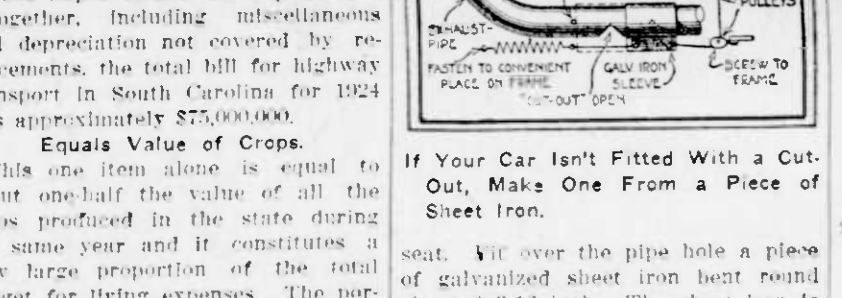 together, including miscellaneous
depreciation not covered by re-
cements, the total bill for highway
nsport in South Carolina for 1924
s approximately $75,000,000.
Equals Value of Crops.
This one item alone is equal to
ut one-half the value of all the
ps produced in the state during
same year and it constitutes a
large proportion of the total
get for living expenses. The por-
PULLEYS
EXHAUST-
PIPE
FASTEN TO CONVENIENT
PLACE ON FRAME
GALV IRON
SLEEVE
SCREW TO
FRAME
"CUT-OUT" OPEN
If Your Car Isn't Fitted With a Cut-
Out, Make One From a Piece of
Sheet Iron.
seat. Fit over the pipe hole a piece
of galvanized sheet iron bent round